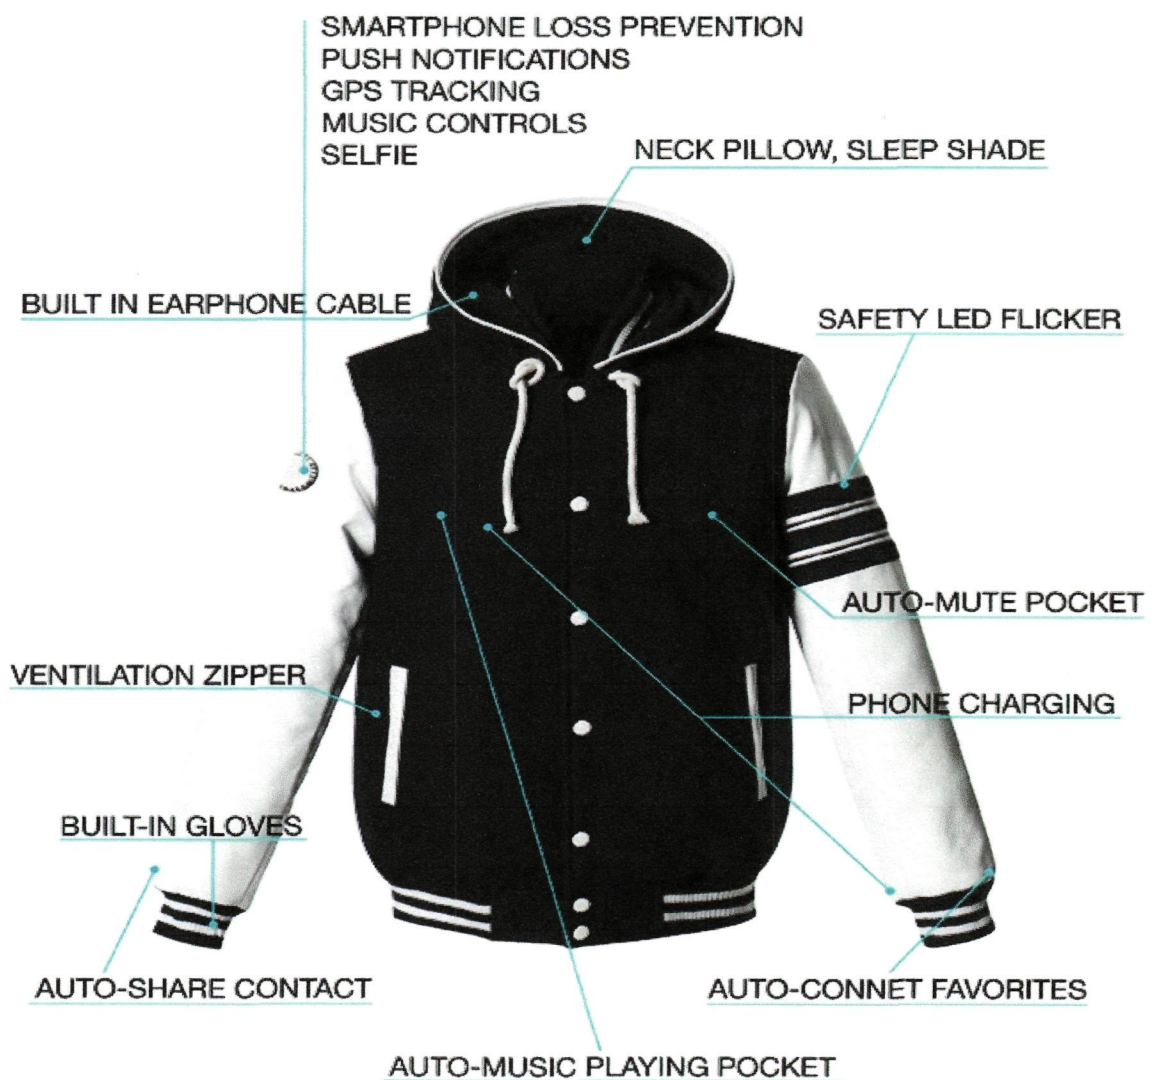 SMARTPHONE LOSS PREVENTION
PUSH NOTIFICATIONS
GPS TRACKING
MUSIC CONTROLS
SELFIE
NECK PILLOW, SLEEP SHADE
BUILT IN EARPHONE CABLE
SAFETY LED FLICKER
AUTO-MUTE POCKET
VENTILATION ZIPPER
PHONE CHARGING
BUILT-IN GLOVES
AUTO-SHARE CONTACT
AUTO-CONNET FAVORITES
AUTO-MUSIC PLAYING POCKET